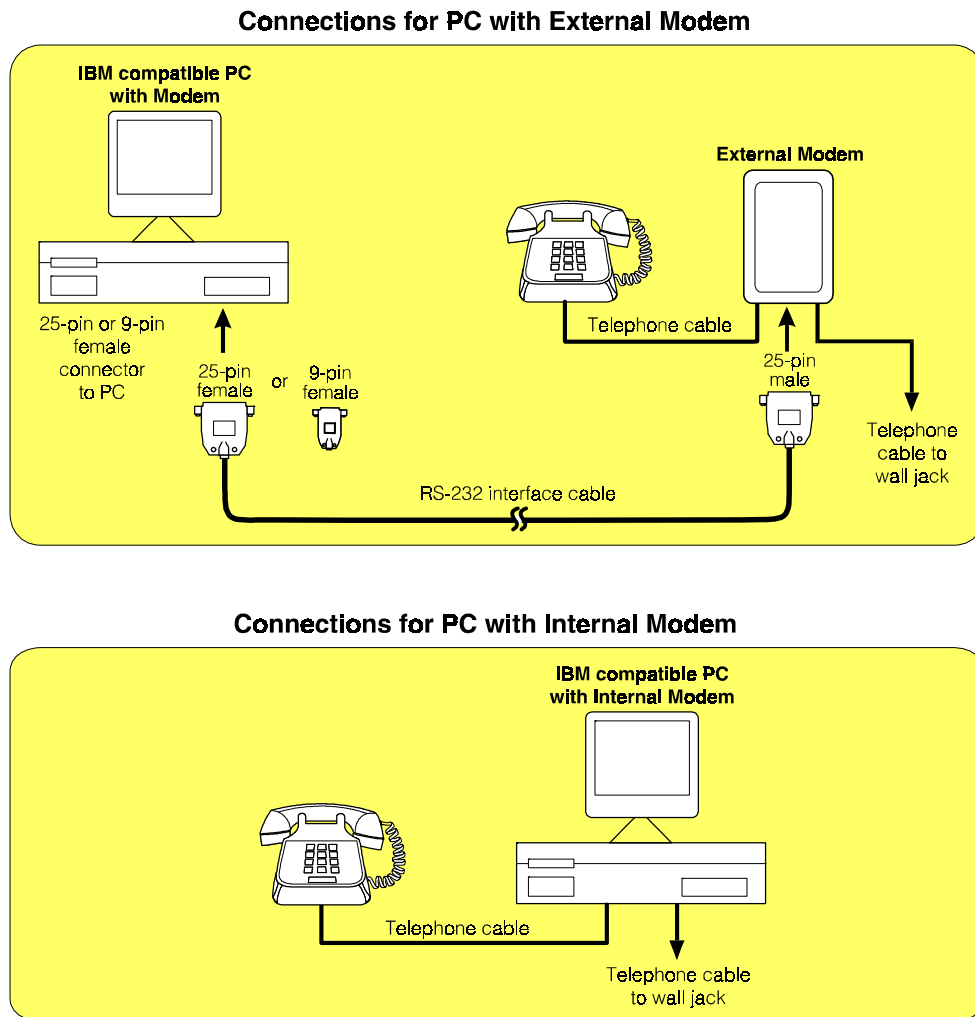 Connections for PC with External Modem
IBM compatible PC
with Modem
External Modem
25-pin or 9-pin
female
connector
to PC
Telephone cable
25-pin
female
or
9-pin
female
25-pin
male
Telephone
cable to
wall jack
RS-232 interface cable
Connections for PC with Internal Modem
IBM compatible PC
with Internal Modem
Telephone cable
Telephone cable
to wall jack